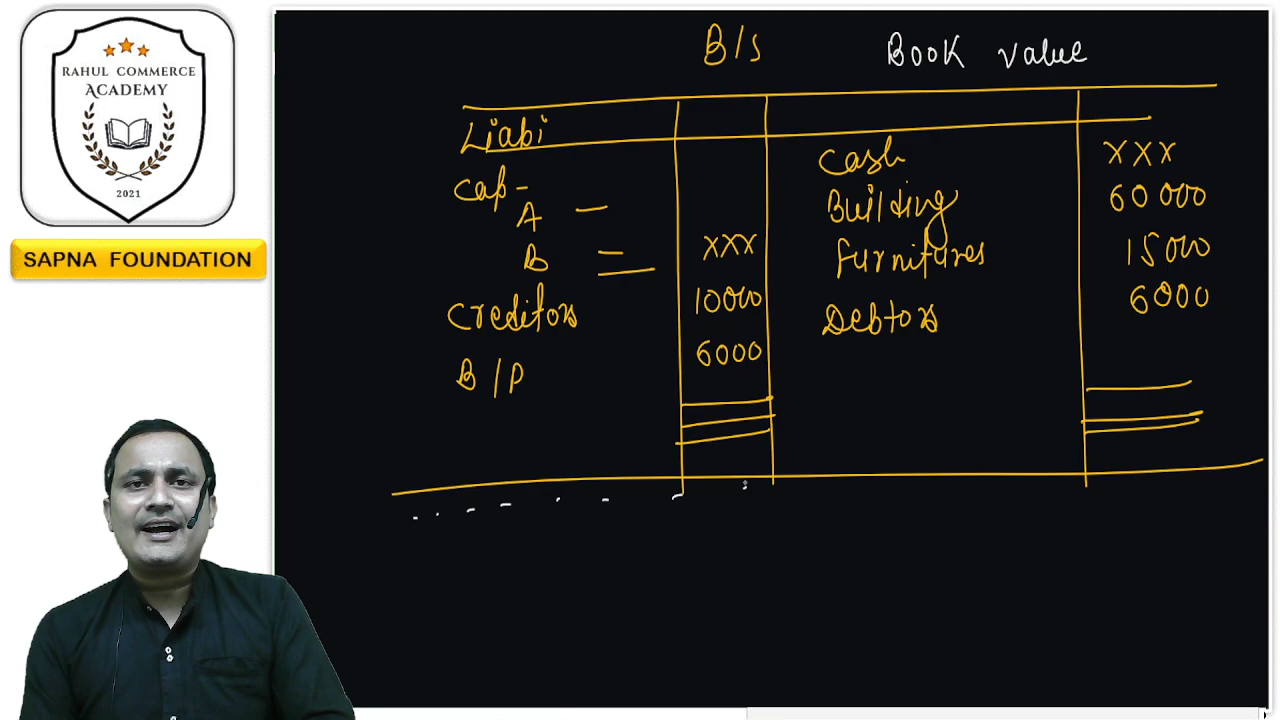 RAHUL COMMERCE
ACADEMY
2021
SAPNA FOUNDATION
B/S Book value
Liabi
Cap- Cash XXX
A - Building 60000
B = XXX Furnitures 15000
Creditors 10000 Debtors 6000
B/P 6000